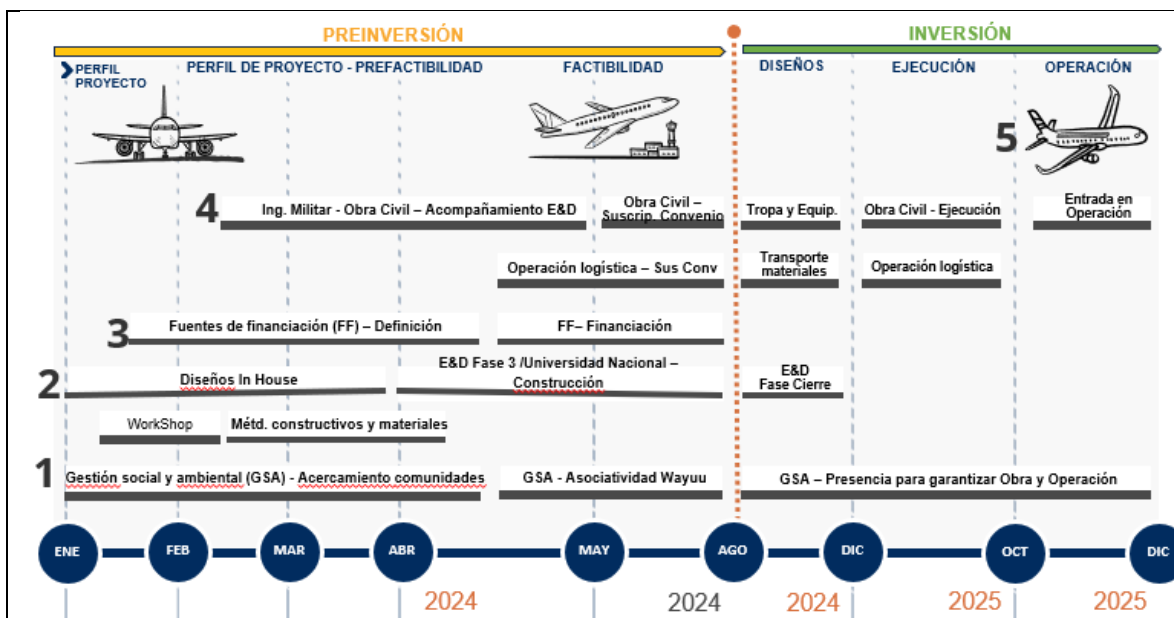 PREINVERSIÓN
INVERSIÓN
PERFIL
PROYECTO
PERFIL DE PROYECTO - PREFACTIBILIDAD
FACTIBILIDAD
DISEÑOS
EJECUCIÓN
OPERACIÓN
5
4
Ing. Militar - Obra Civil – Acompañamiento E&D
Obra Civil –
Suscrip. Convenio
Tropa y Equip.
Obra Civil - Ejecución
Entrada en
Operación
Operación logística – Sus Conv
Transporte
materiales
Operación logística
3
Fuentes de financiación (FF) – Definición
FF– Financiación
2
Diseños In House
E&D Fase 3 /Universidad Nacional –
Construcción
E&D
Fase Cierre
WorkShop
Métd. constructivos y materiales
1
Gestión social y ambiental (GSA) - Acercamiento comunidades
GSA - Asociatividad Wayuu
GSA – Presencia para garantizar Obra y Operación
ENE
FEB
MAR
ABR
MAY
AGO
DIC
OCT
DIC
2024
2024
2024
2025
2025